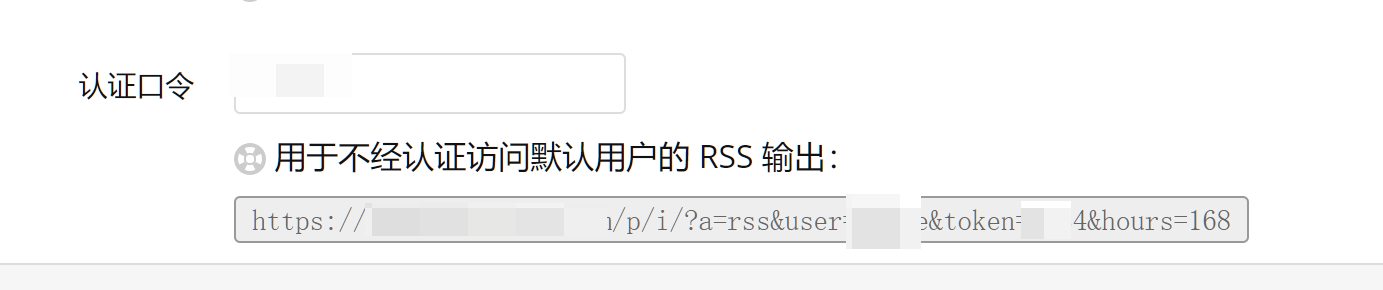 认证口令
用于不经认证访问默认用户的 RSS 输出：
https:// /p/i/?a=rss&user= e&token= 4&hours=168